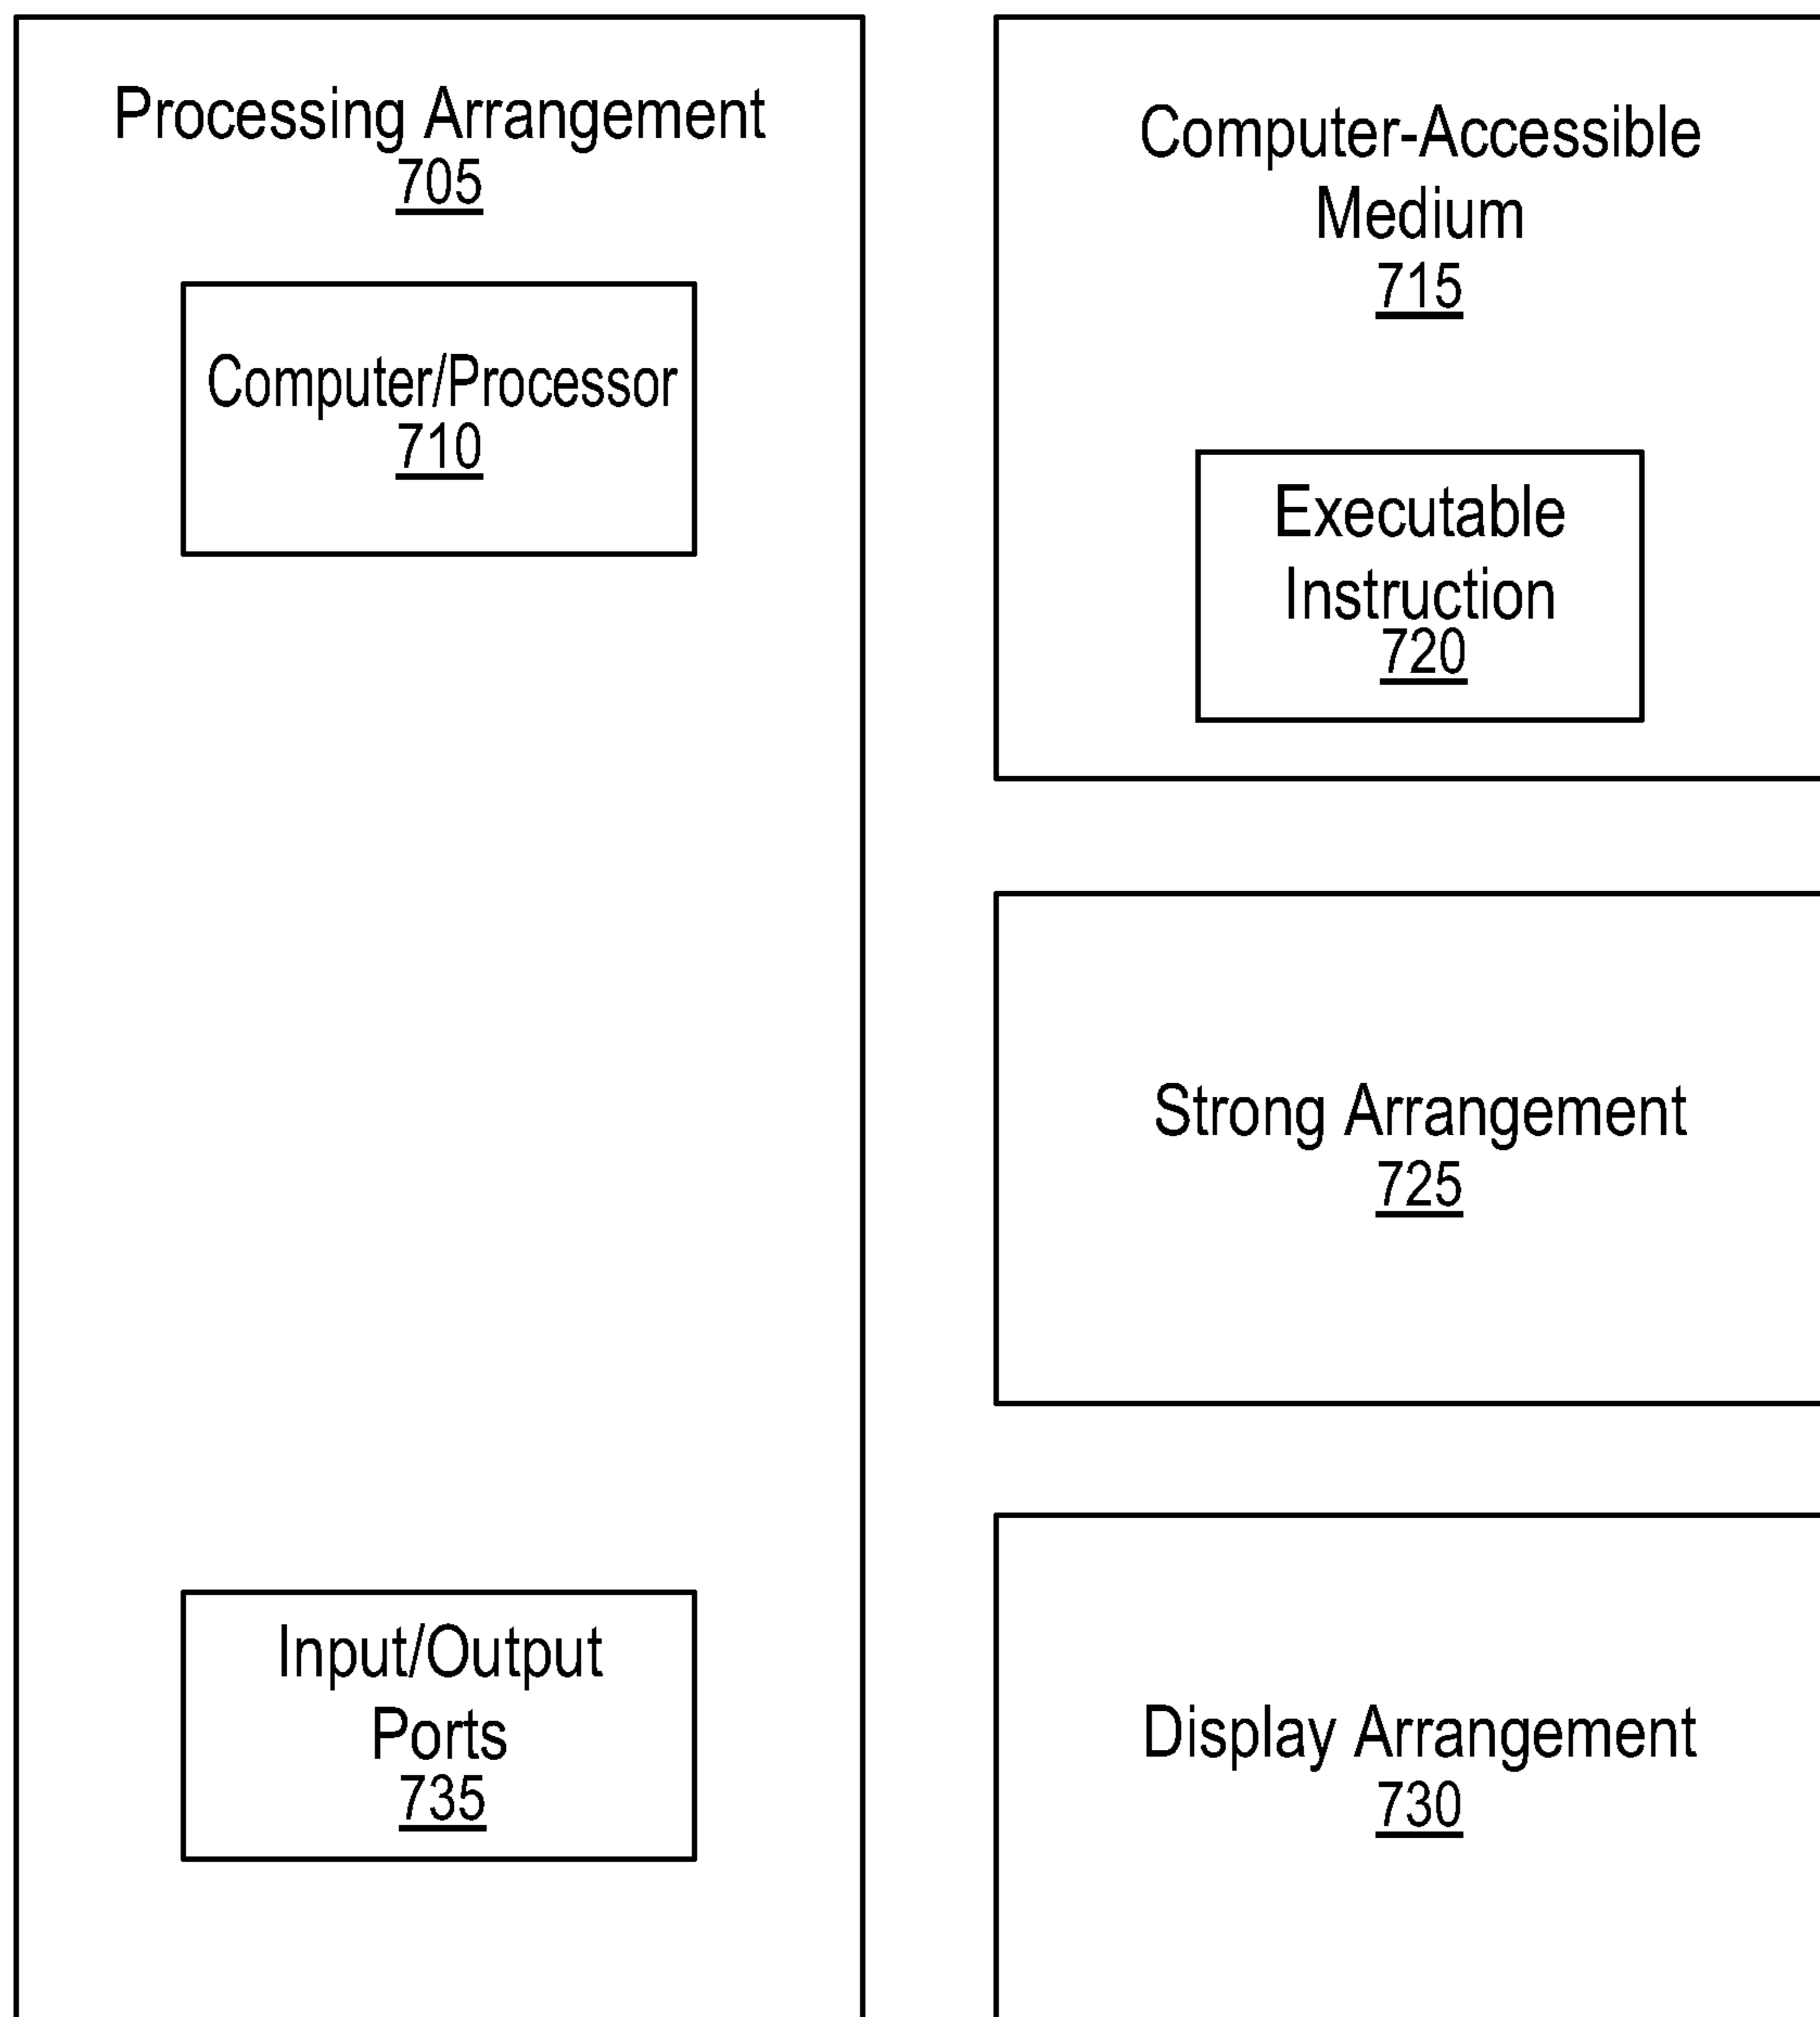 Processing Arrangement
705
Computer/Processor
710
Input/Output
Ports
735
Computer-Accessible
Medium
715
Executable
Instruction
720
Strong Arrangement
725
Display Arrangement
730